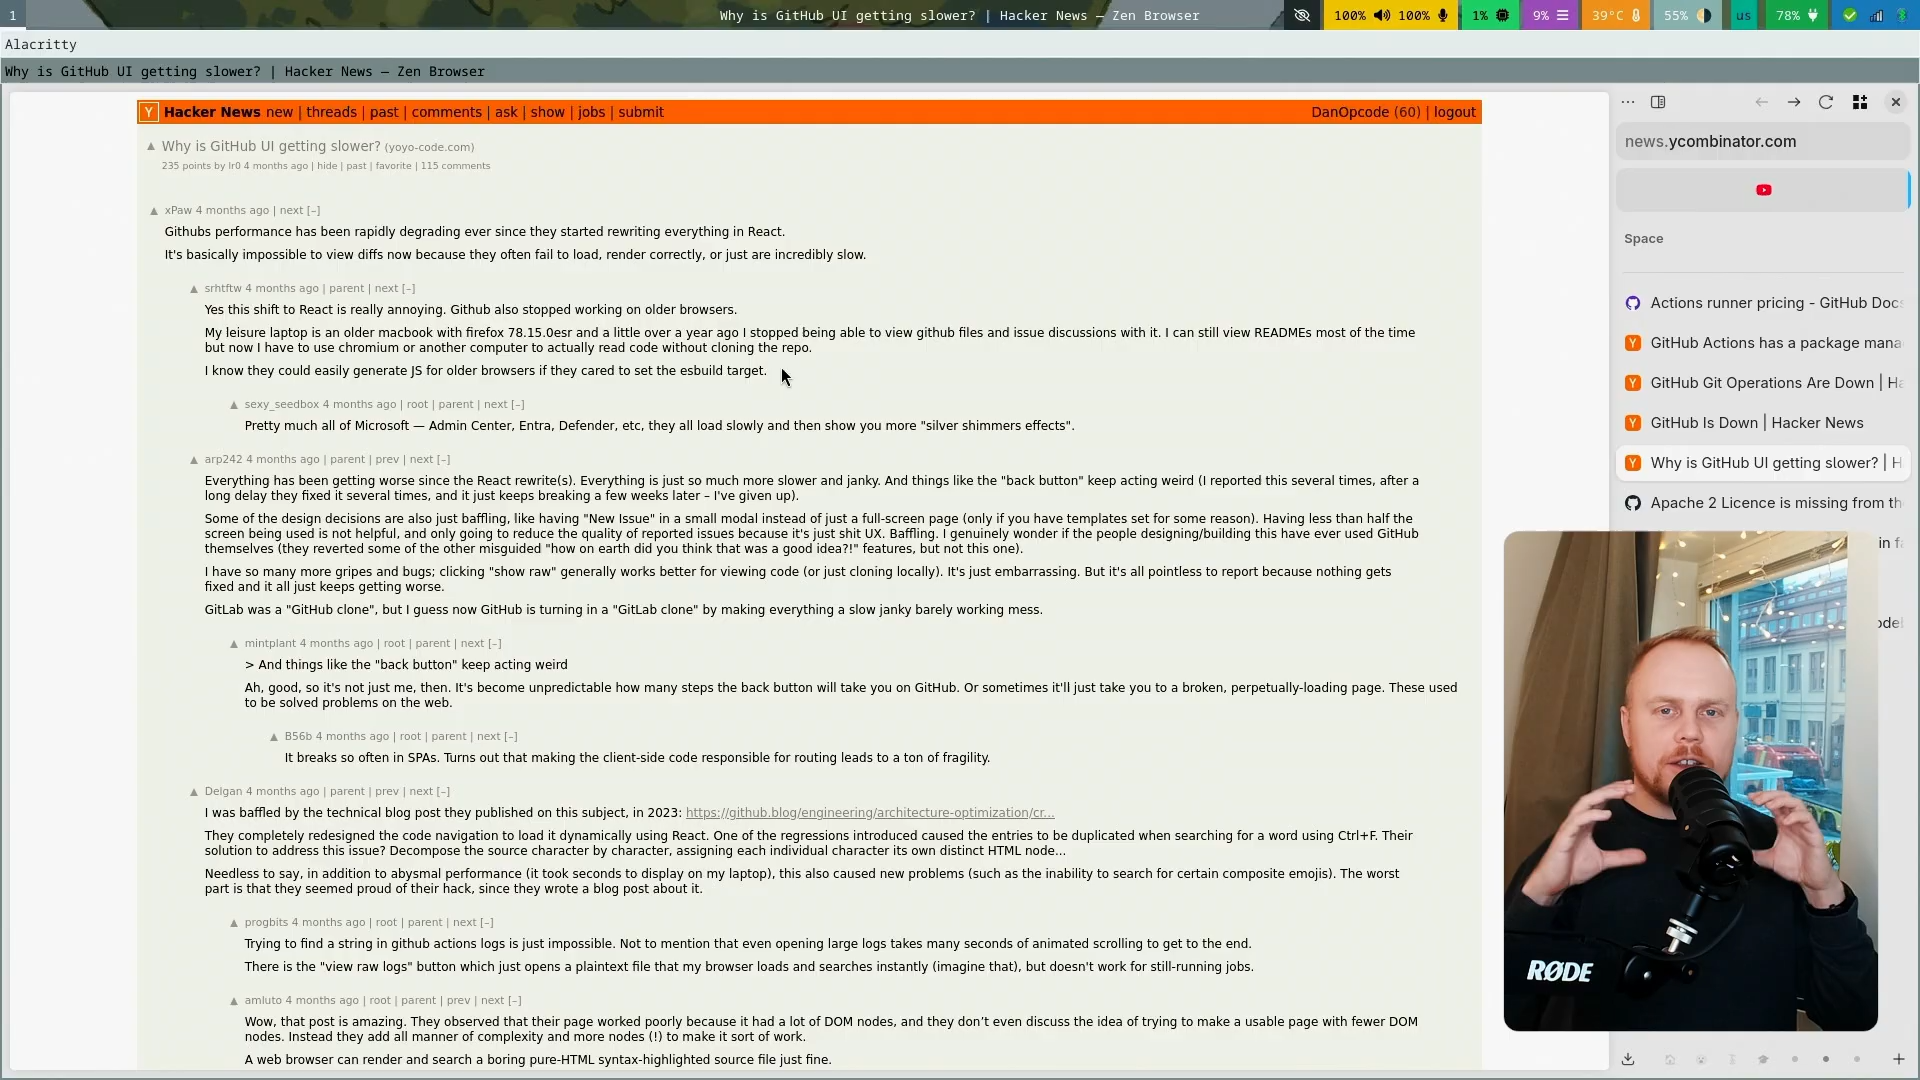 1
Why is GitHub UI getting slower? | Hacker News — Zen Browser
100% 100%
1%
9%
39°C
55%
us
78%
Alacritty
Why is GitHub UI getting slower? | Hacker News — Zen Browser
Y Hacker News new | threads | past | comments | ask | show | jobs | submit
DanOpcode (60) | logout
▲ Why is GitHub UI getting slower? (yoyo-code.com)
235 points by lr0 4 months ago | hide | past | favorite | 115 comments
▲ xPaw 4 months ago | next [–]
Githubs performance has been rapidly degrading ever since they started rewriting everything in React.
It's basically impossible to view diffs now because they often fail to load, render correctly, or just are incredibly slow.
▲ srhtftw 4 months ago | parent | next [–]
Yes this shift to React is really annoying. Github also stopped working on older browsers.
My leisure laptop is an older macbook with firefox 78.15.0esr and a little over a year ago I stopped being able to view github files and issue discussions with it. I can still view READMEs most of the time
but now I have to use chromium or another computer to actually read code without cloning the repo.
I know they could easily generate JS for older browsers if they cared to set the esbuild target.
▲ sexy_seedbox 4 months ago | root | parent | next [–]
Pretty much all of Microsoft — Admin Center, Entra, Defender, etc, they all load slowly and then show you more "silver shimmers effects".
▲ arp242 4 months ago | parent | prev | next [–]
Everything has been getting worse since the React rewrite(s). Everything is just so much more slower and janky. And things like the "back button" keep acting weird (I reported this several times, after a
long delay they fixed it several times, and it just keeps breaking a few weeks later – I've given up).
Some of the design decisions are also just baffling, like having "New Issue" in a small modal instead of just a full-screen page (only if you have templates set for some reason). Having less than half the
screen being used is not helpful, and only going to reduce the quality of reported issues because it's just shit UX. Baffling. I genuinely wonder if the people designing/building this have ever used GitHub
themselves (they reverted some of the other misguided "how on earth did you think that was a good idea?!" features, but not this one).
I have so many more gripes and bugs; clicking "show raw" generally works better for viewing code (or just cloning locally). It's just embarrassing. But it's all pointless to report because nothing gets
fixed and it all just keeps getting worse.
GitLab was a "GitHub clone", but I guess now GitHub is turning in a "GitLab clone" by making everything a slow janky barely working mess.
▲ mintplant 4 months ago | root | parent | next [–]
> And things like the "back button" keep acting weird
Ah, good, so it's not just me, then. It's become unpredictable how many steps the back button will take you on GitHub. Or sometimes it'll just take you to a broken, perpetually-loading page. These used
to be solved problems on the web.
▲ B56b 4 months ago | root | parent | prev | next [–]
It breaks so often in SPAs. Turns out that making the client-side code responsible for routing leads to a ton of fragility.
▲ Delgan 4 months ago | parent | prev | next [–]
I was baffled by the technical blog post they published on this subject, in 2023: https://github.blog/engineering/architecture-optimization/cr...
They completely redesigned the code navigation to load it dynamically using React. One of the regressions introduced caused the entries to be duplicated when searching for a word using Ctrl+F. Their
solution to address this issue? Decompose the source character by character, assigning each individual character its own distinct HTML node...
Needless to say, in addition to abysmal performance (it took seconds to display on my laptop), this also caused new problems (such as the inability to search for certain composite emojis). The worst
part is that they seemed proud of their hack, since they wrote a blog post about it.
▲ progbits 4 months ago | root | parent | next [–]
Trying to find a string in github actions logs is just impossible. Not to mention that even opening large logs takes many seconds of animated scrolling to get to the end.
There is the "view raw logs" button which just opens a plaintext file that my browser loads and searches instantly (imagine that), but doesn't work for still-running jobs.
▲ amluto 4 months ago | root | parent | prev | next [–]
Wow, that post is amazing. They observed that their page worked poorly because it had a lot of DOM nodes, and they don't even discuss the idea of trying to make a usable page with fewer DOM
nodes. Instead they add all manner of complexity and more nodes (!) to make it sort of work.
A web browser can render and search a boring pure-HTML syntax-highlighted source file just fine.
news.ycombinator.com
Space
Actions runner pricing - GitHub Docs
Y GitHub Actions has a package mana
Y GitHub Git Operations Are Down | Ha
Y GitHub Is Down | Hacker News
Y Why is GitHub UI getting slower? | H
Apache 2 Licence is missing from th
in fa
odel
RØDE